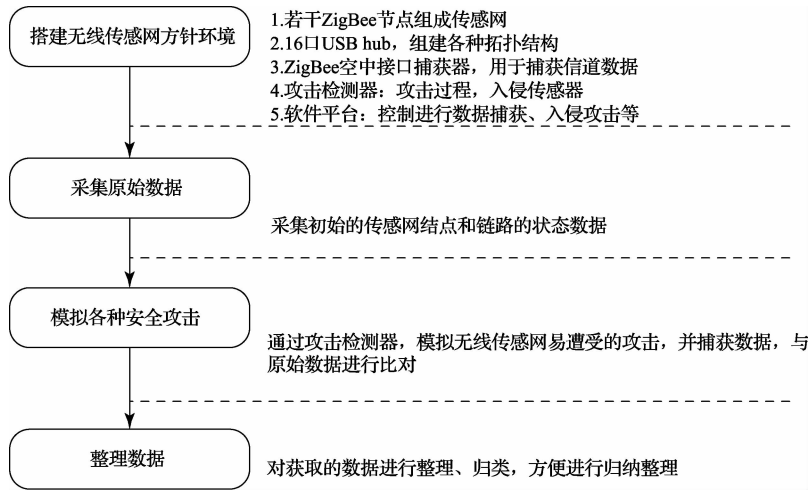 搭建无线传感网方针环境
1.若干ZigBee节点组成传感网
2.16口USB hub，组建各种拓扑结构
3.ZigBee空中接口捕获器，用于捕获信道数据
4.攻击检测器：攻击过程，入侵传感器
5.软件平台：控制进行数据捕获、入侵攻击等
采集原始数据
采集初始的传感网结点和链路的状态数据
模拟各种安全攻击
通过攻击检测器，模拟无线传感网易遭受的攻击，并捕获数据，与
原始数据进行比对
整理数据
对获取的数据进行整理、归类，方便进行归纳整理